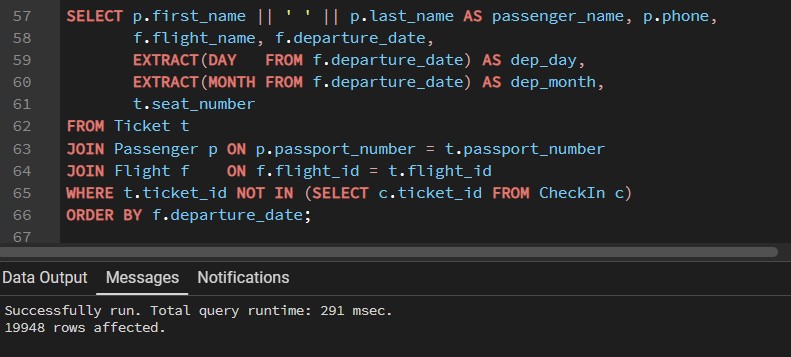 57 SELECT p.first_name || ' ' || p.last_name AS passenger_name, p.phone,
58        f.flight_name, f.departure_date,
59        EXTRACT(DAY   FROM f.departure_date) AS dep_day,
60        EXTRACT(MONTH FROM f.departure_date) AS dep_month,
61        t.seat_number
62 FROM Ticket t
63 JOIN Passenger p ON p.passport_number = t.passport_number
64 JOIN Flight f    ON f.flight_id = t.flight_id
65 WHERE t.ticket_id NOT IN (SELECT c.ticket_id FROM CheckIn c)
66 ORDER BY f.departure_date;
67
Data Output Messages Notifications
Successfully run. Total query runtime: 291 msec.
19948 rows affected.